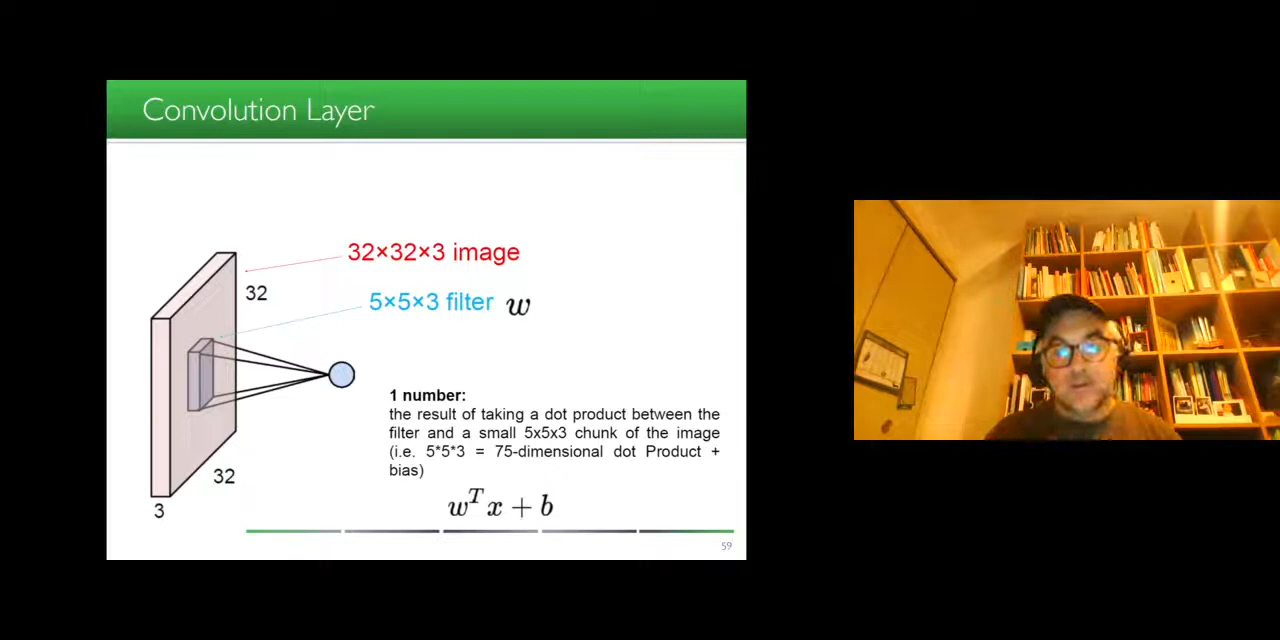 Convolution Layer
32×32×3 image
32
5×5×3 filter w
1 number:
the result of taking a dot product between the
filter and a small 5x5x3 chunk of the image
(i.e. 5*5*3 = 75-dimensional dot Product +
bias)
32
w^T x + b
3
59